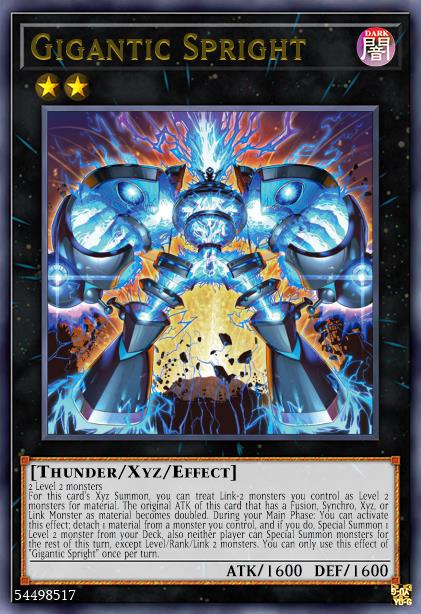 GIGANTIC SPRIGHT
DARK
闇
[THUNDER/XYZ/EFFECT]
2 Level 2 monsters
For this card's Xyz Summon, you can treat Link-2 monsters you control as Level 2
monsters for material. The original ATK of this card that has a Fusion, Synchro, Xyz, or
Link Monster as material becomes doubled. During your Main Phase: You can activate
this effect; detach 1 material from a monster you control, and if you do, Special Summon 1
Level 2 monster from your Deck, also neither player can Special Summon monsters for
the rest of this turn, except Level/Rank/Link 2 monsters. You can only use this effect of
"Gigantic Spright" once per turn.
ATK/1600 DEF/1600
54498517